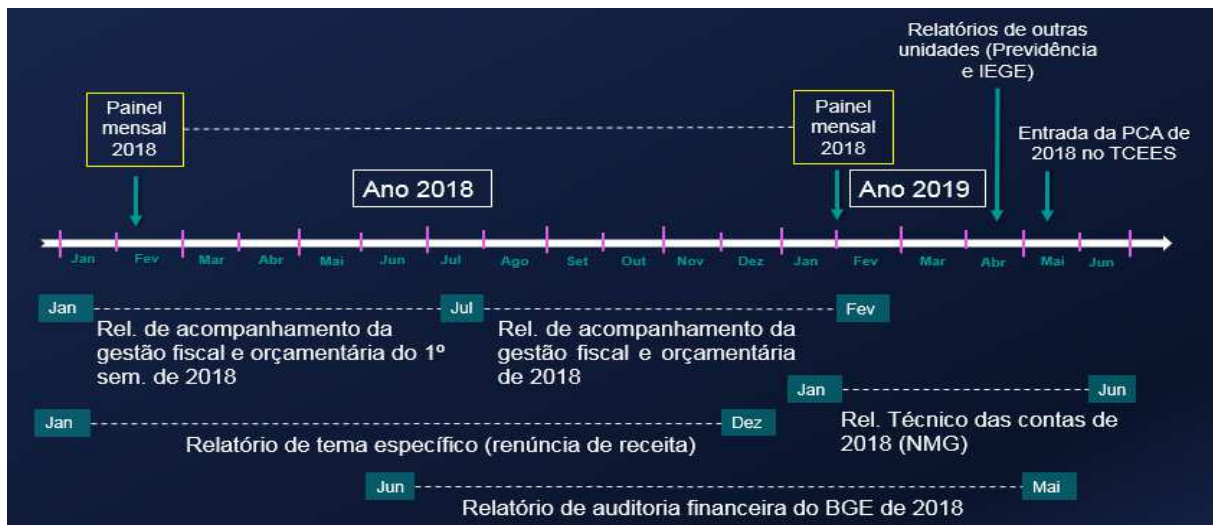 Relatórios de outras
unidades (Previdência
e IEGE)
Painel
mensal
2018
Painel
mensal
2018
Entrada da PCA de
2018 no TCEES
Ano 2018
Ano 2019
Jan Fev Mar Abr Mai Jun Jul Ago Set Out Nov Dez Jan Fev Mar Abr Mai Jun
Jan Jul Fev
Rel. de acompanhamento da
gestão fiscal e orçamentária do 1º
sem. de 2018
Rel. de acompanhamento da
gestão fiscal e orçamentária
de 2018
Jan Jun
Rel. Técnico das contas de
2018 (NMG)
Jan Dez
Relatório de tema específico (renúncia de receita)
Jun Mai
Relatório de auditoria financeira do BGE de 2018